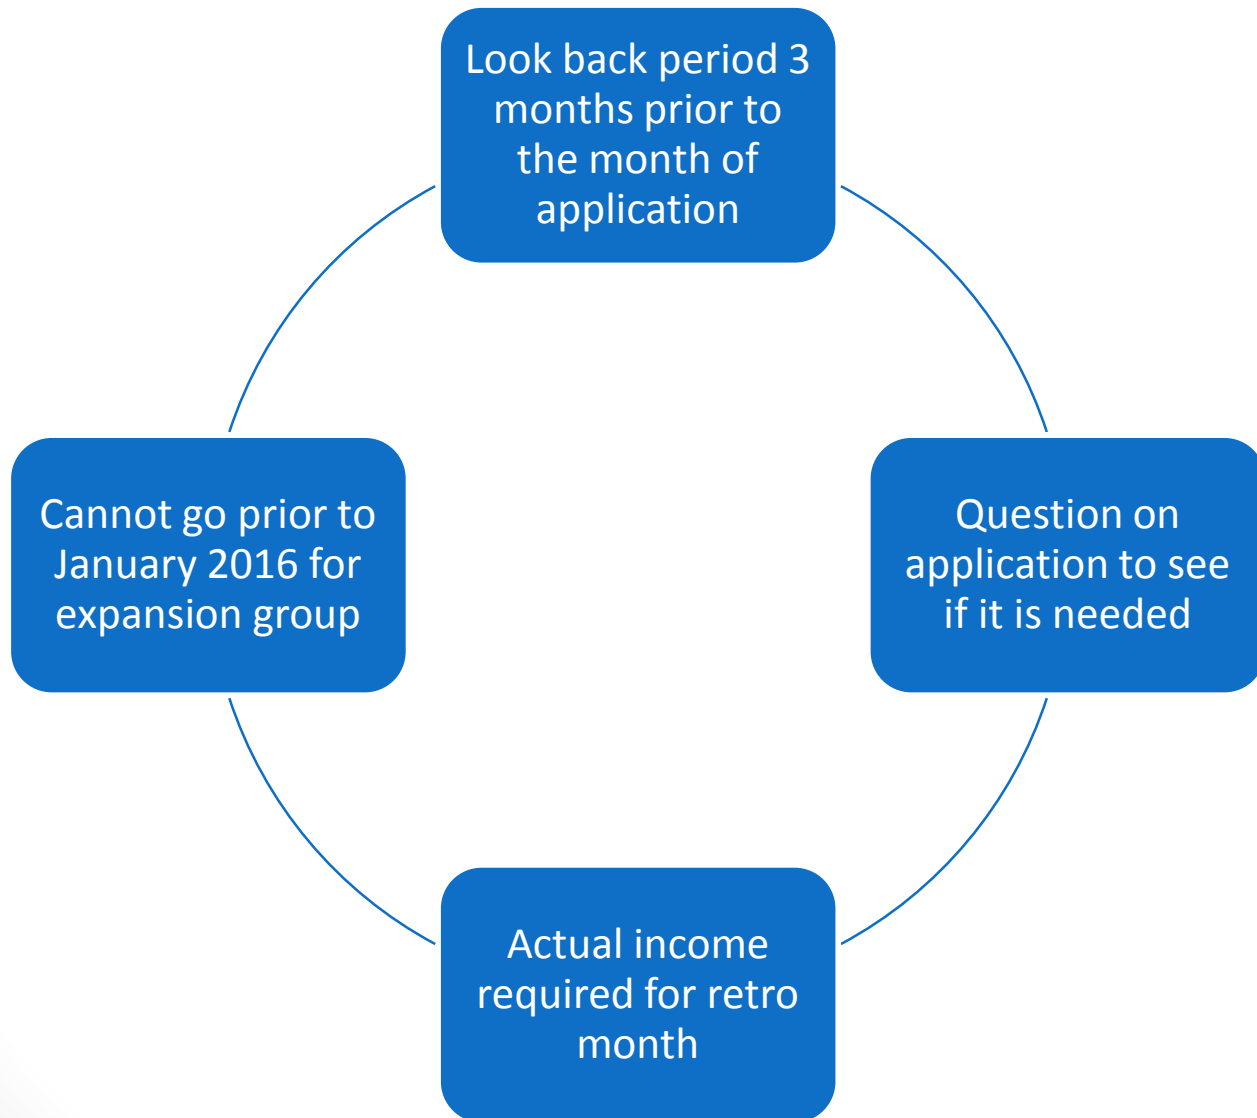 Look back period 3
months prior to
the month of
application
Question on
application to see
if it is needed
Actual income
required for retro
month
Cannot go prior to
January 2016 for
expansion group